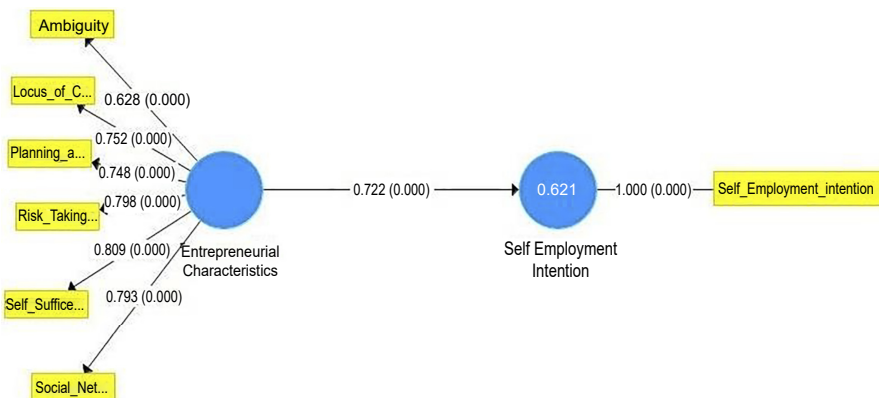 Ambiguity
Locus_of_C...
0.628 (0.000)
0.752 (0.000)
Planning_a...
0.748 (0.000)
0.798 (0.000)
Risk_Taking...
0.722 (0.000)
0.621
1.000 (0.000)
Self_Employment_intention
0.809 (0.000)
Entrepreneurial
Characteristics
Self Employment
Intention
Self_Suffice...
0.793 (0.000)
Social_Net...